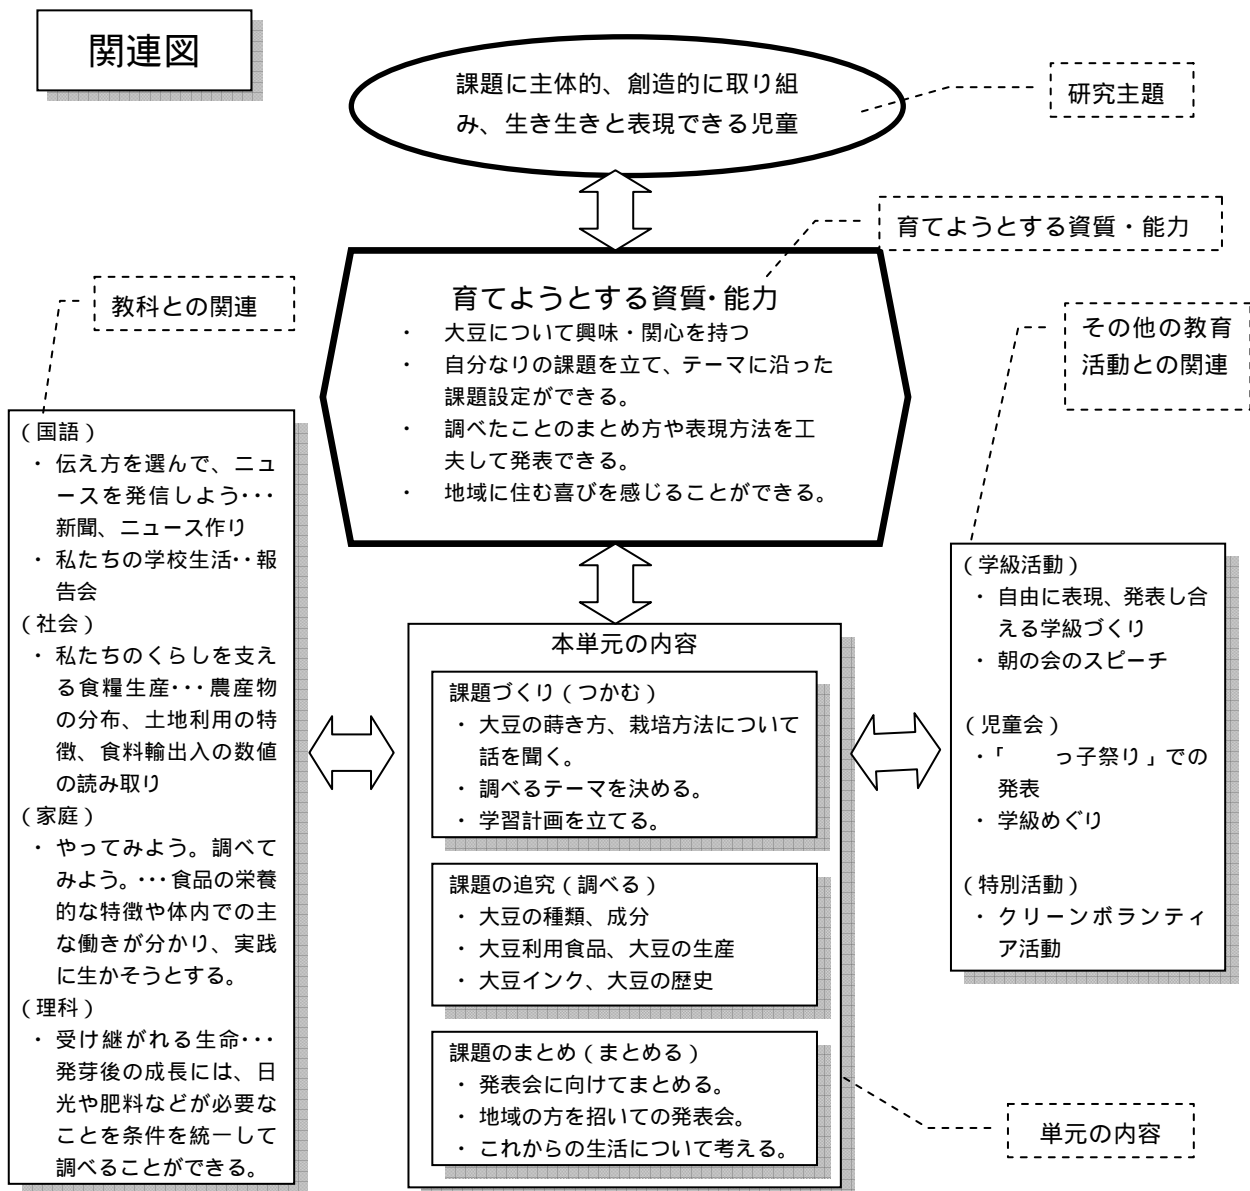 関連図
課題に主体的、創造的に取り組
み、生き生きと表現できる児童
研究主題
育てようとする資質・能力
育てようとする資質・能力
・ 大豆について興味・関心を持つ
・ 自分なりの課題を立て、テーマに沿った
課題設定ができる。
・ 調べたことのまとめ方や表現方法を工
夫して発表できる。
・ 地域に住む喜びを感じることができる。
教科との関連
その他の教育
活動との関連
(国語)
・ 伝え方を選んで、ニュ
ースを発信しよう・・・
新聞、ニュース作り
・ 私たちの学校生活・・報
告会
(社会)
・ 私たちのくらしを支え
る食糧生産・・・農産物
の分布、土地利用の特
徴、食料輸出入の数値
の読み取り
(家庭)
・ やってみよう。調べて
みよう。・・・食品の栄養
的な特徴や体内での主
な働きが分かり、実践
に生かそうとする。
(理科)
・ 受け継がれる生命・・・
発芽後の成長には、日
光や肥料などが必要な
ことを条件を統一して
調べることができる。
本単元の内容
課題づくり(つかむ)
・ 大豆の蒔き方、栽培方法について
話を聞く。
・ 調べるテーマを決める。
・ 学習計画を立てる。
課題の追究(調べる)
・ 大豆の種類、成分
・ 大豆利用食品、大豆の生産
・ 大豆インク、大豆の歴史
課題のまとめ(まとめる)
・ 発表会に向けてまとめる。
・ 地域の方を招いての発表会。
・ これからの生活について考える。
(学級活動)
・ 自由に表現、発表し合
える学級づくり
・ 朝の会のスピーチ
(児童会)
・「　　っ子祭り」での
発表
・ 学級めぐり
(特別活動)
・ クリーンボランティ
ア活動
単元の内容